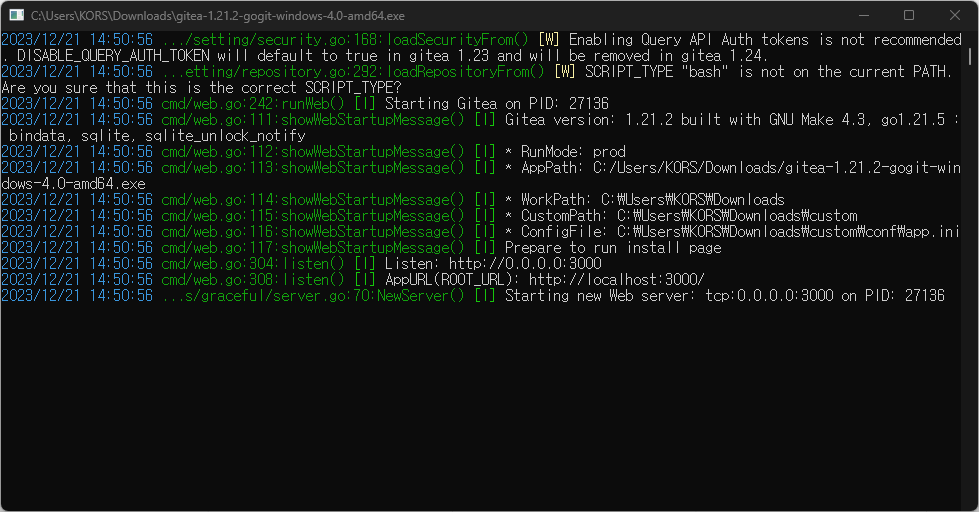 C:\Users\KORS\Downloads\gitea-1.21.2-gogit-windows-4.0-amd64.exe
2023/12/21 14:50:56 .../setting/security.go:168:loadSecurityFrom() [W] Enabling Query API Auth tokens is not recommended
. DISABLE_QUERY_AUTH_TOKEN will default to true in gitea 1.23 and will be removed in gitea 1.24.
2023/12/21 14:50:56 ...etting/repository.go:292:loadRepositoryFrom() [W] SCRIPT_TYPE "bash" is not on the current PATH.
Are you sure that this is the correct SCRIPT_TYPE?
2023/12/21 14:50:56 cmd/web.go:242:runWeb() [I] Starting Gitea on PID: 27136
2023/12/21 14:50:56 cmd/web.go:111:showWebStartupMessage() [I] Gitea version: 1.21.2 built with GNU Make 4.3, go1.21.5 :
bindata, sqlite, sqlite_unlock_notify
2023/12/21 14:50:56 cmd/web.go:112:showWebStartupMessage() [I] * RunMode: prod
2023/12/21 14:50:56 cmd/web.go:113:showWebStartupMessage() [I] * AppPath: C:/Users/KORS/Downloads/gitea-1.21.2-gogit-win
dows-4.0-amd64.exe
2023/12/21 14:50:56 cmd/web.go:114:showWebStartupMessage() [I] * WorkPath: C:₩Users₩KORS₩Downloads
2023/12/21 14:50:56 cmd/web.go:115:showWebStartupMessage() [I] * CustomPath: C:₩Users₩KORS₩Downloads₩custom
2023/12/21 14:50:56 cmd/web.go:116:showWebStartupMessage() [I] * ConfigFile: C:₩Users₩KORS₩Downloads₩custom₩conf₩app.ini
2023/12/21 14:50:56 cmd/web.go:117:showWebStartupMessage() [I] Prepare to run install page
2023/12/21 14:50:56 cmd/web.go:304:listen() [I] Listen: http://0.0.0.0:3000
2023/12/21 14:50:56 cmd/web.go:308:listen() [I] AppURL(ROOT_URL): http://localhost:3000/
2023/12/21 14:50:56 ...s/graceful/server.go:70:NewServer() [I] Starting new Web server: tcp:0.0.0.0:3000 on PID: 27136